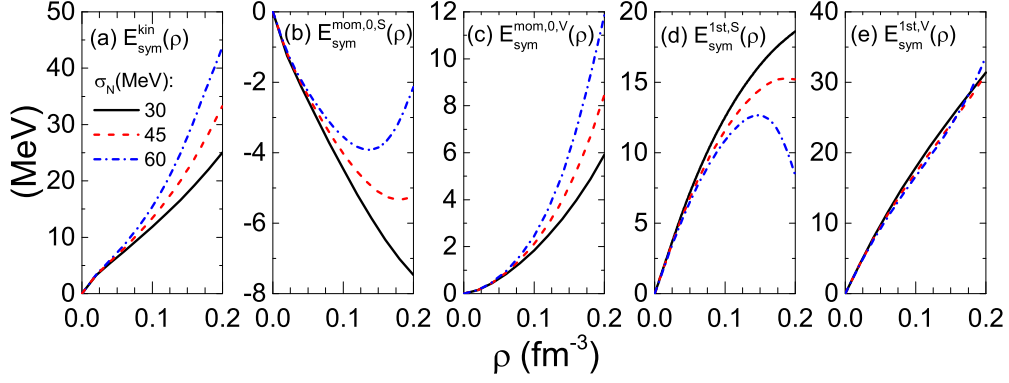 (a) E_sym^kin(ρ)
σ_N(MeV):
30
45
60
(MeV)
50
40
30
20
10
0
0.0 0.1 0.2
(b) E_sym^mom,0,S(ρ)
0
-2
-4
-6
-8
0.0 0.1 0.2
(c) E_sym^mom,0,V(ρ)
12
10
8
6
4
2
0
0.0 0.1 0.2
(d) E_sym^1st,S(ρ)
20
15
10
5
0
0.0 0.1 0.2
(e) E_sym^1st,V(ρ)
40
30
20
10
0
0.0 0.1 0.2
ρ (fm^-3)